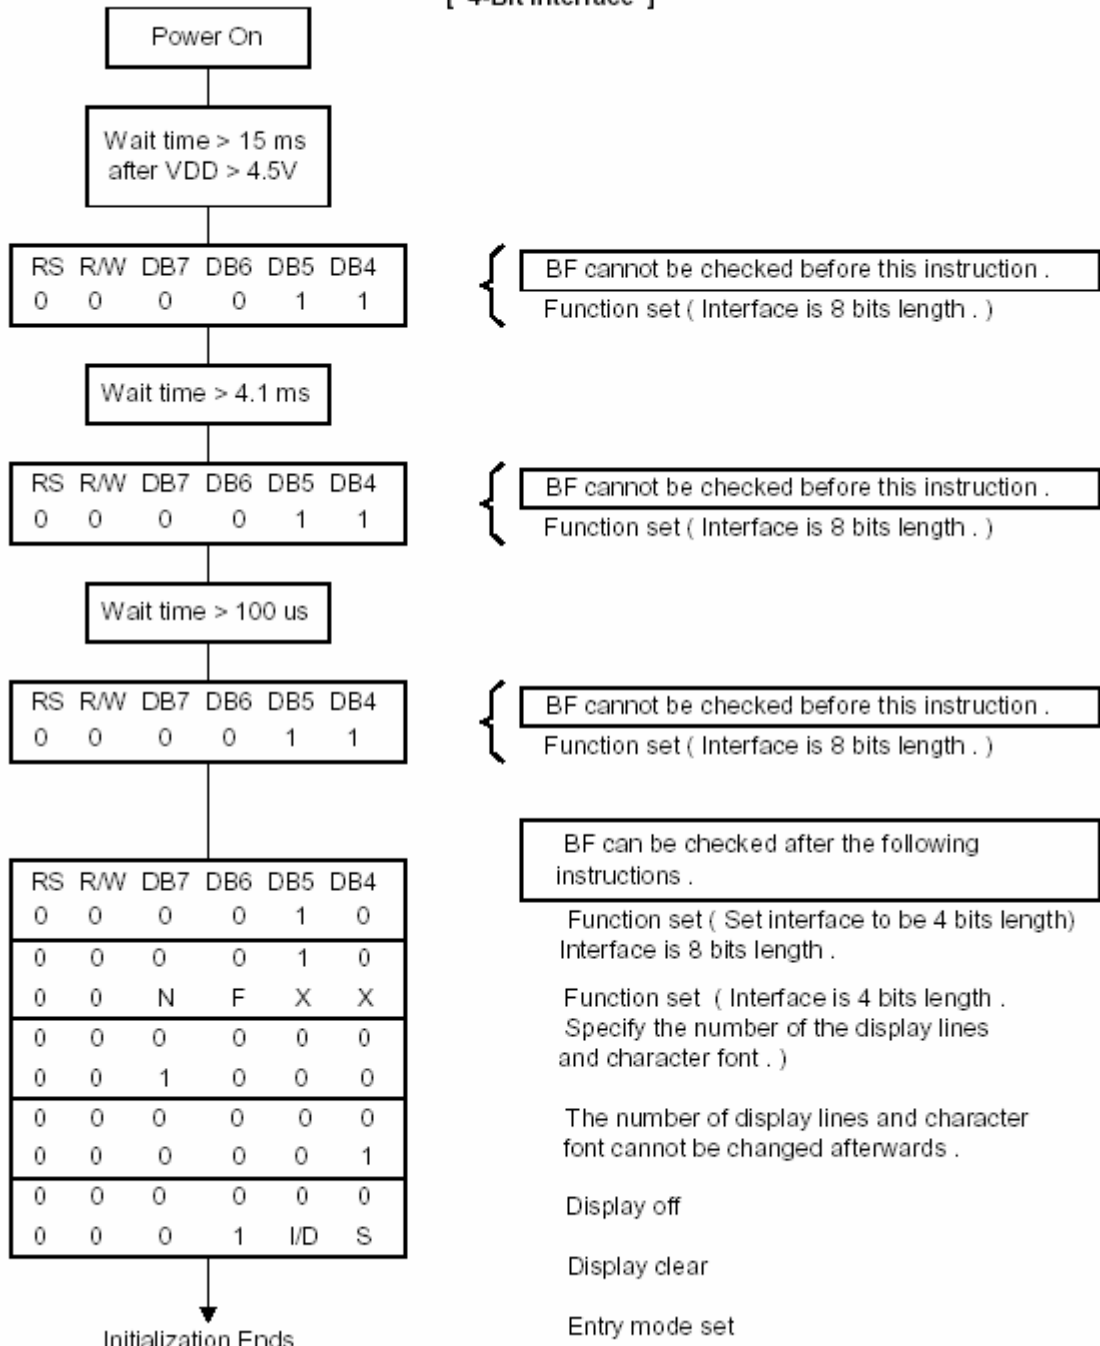 [ 4-Bit Interface ]
Power On
Wait time > 15 ms
after VDD > 4.5V
RS R/W DB7 DB6 DB5 DB4
0 0 0 0 1 1
BF cannot be checked before this instruction .
Function set ( Interface is 8 bits length . )
Wait time > 4.1 ms
RS R/W DB7 DB6 DB5 DB4
0 0 0 0 1 1
BF cannot be checked before this instruction .
Function set ( Interface is 8 bits length . )
Wait time > 100 us
RS R/W DB7 DB6 DB5 DB4
0 0 0 0 1 1
BF cannot be checked before this instruction .
Function set ( Interface is 8 bits length . )
RS R/W DB7 DB6 DB5 DB4
0 0 0 0 1 0
0 0 0 0 1 0
0 0 N F X X
0 0 0 0 0 0
0 0 1 0 0 0
0 0 0 0 0 0
0 0 0 0 0 1
0 0 0 0 0 0
0 0 0 1 I/D S
BF can be checked after the following
instructions .
Function set ( Set interface to be 4 bits length)
Interface is 8 bits length .
Function set ( Interface is 4 bits length .
Specify the number of the display lines
and character font . )
The number of display lines and character
font cannot be changed afterwards .
Display off
Display clear
Entry mode set
Initialization Ends